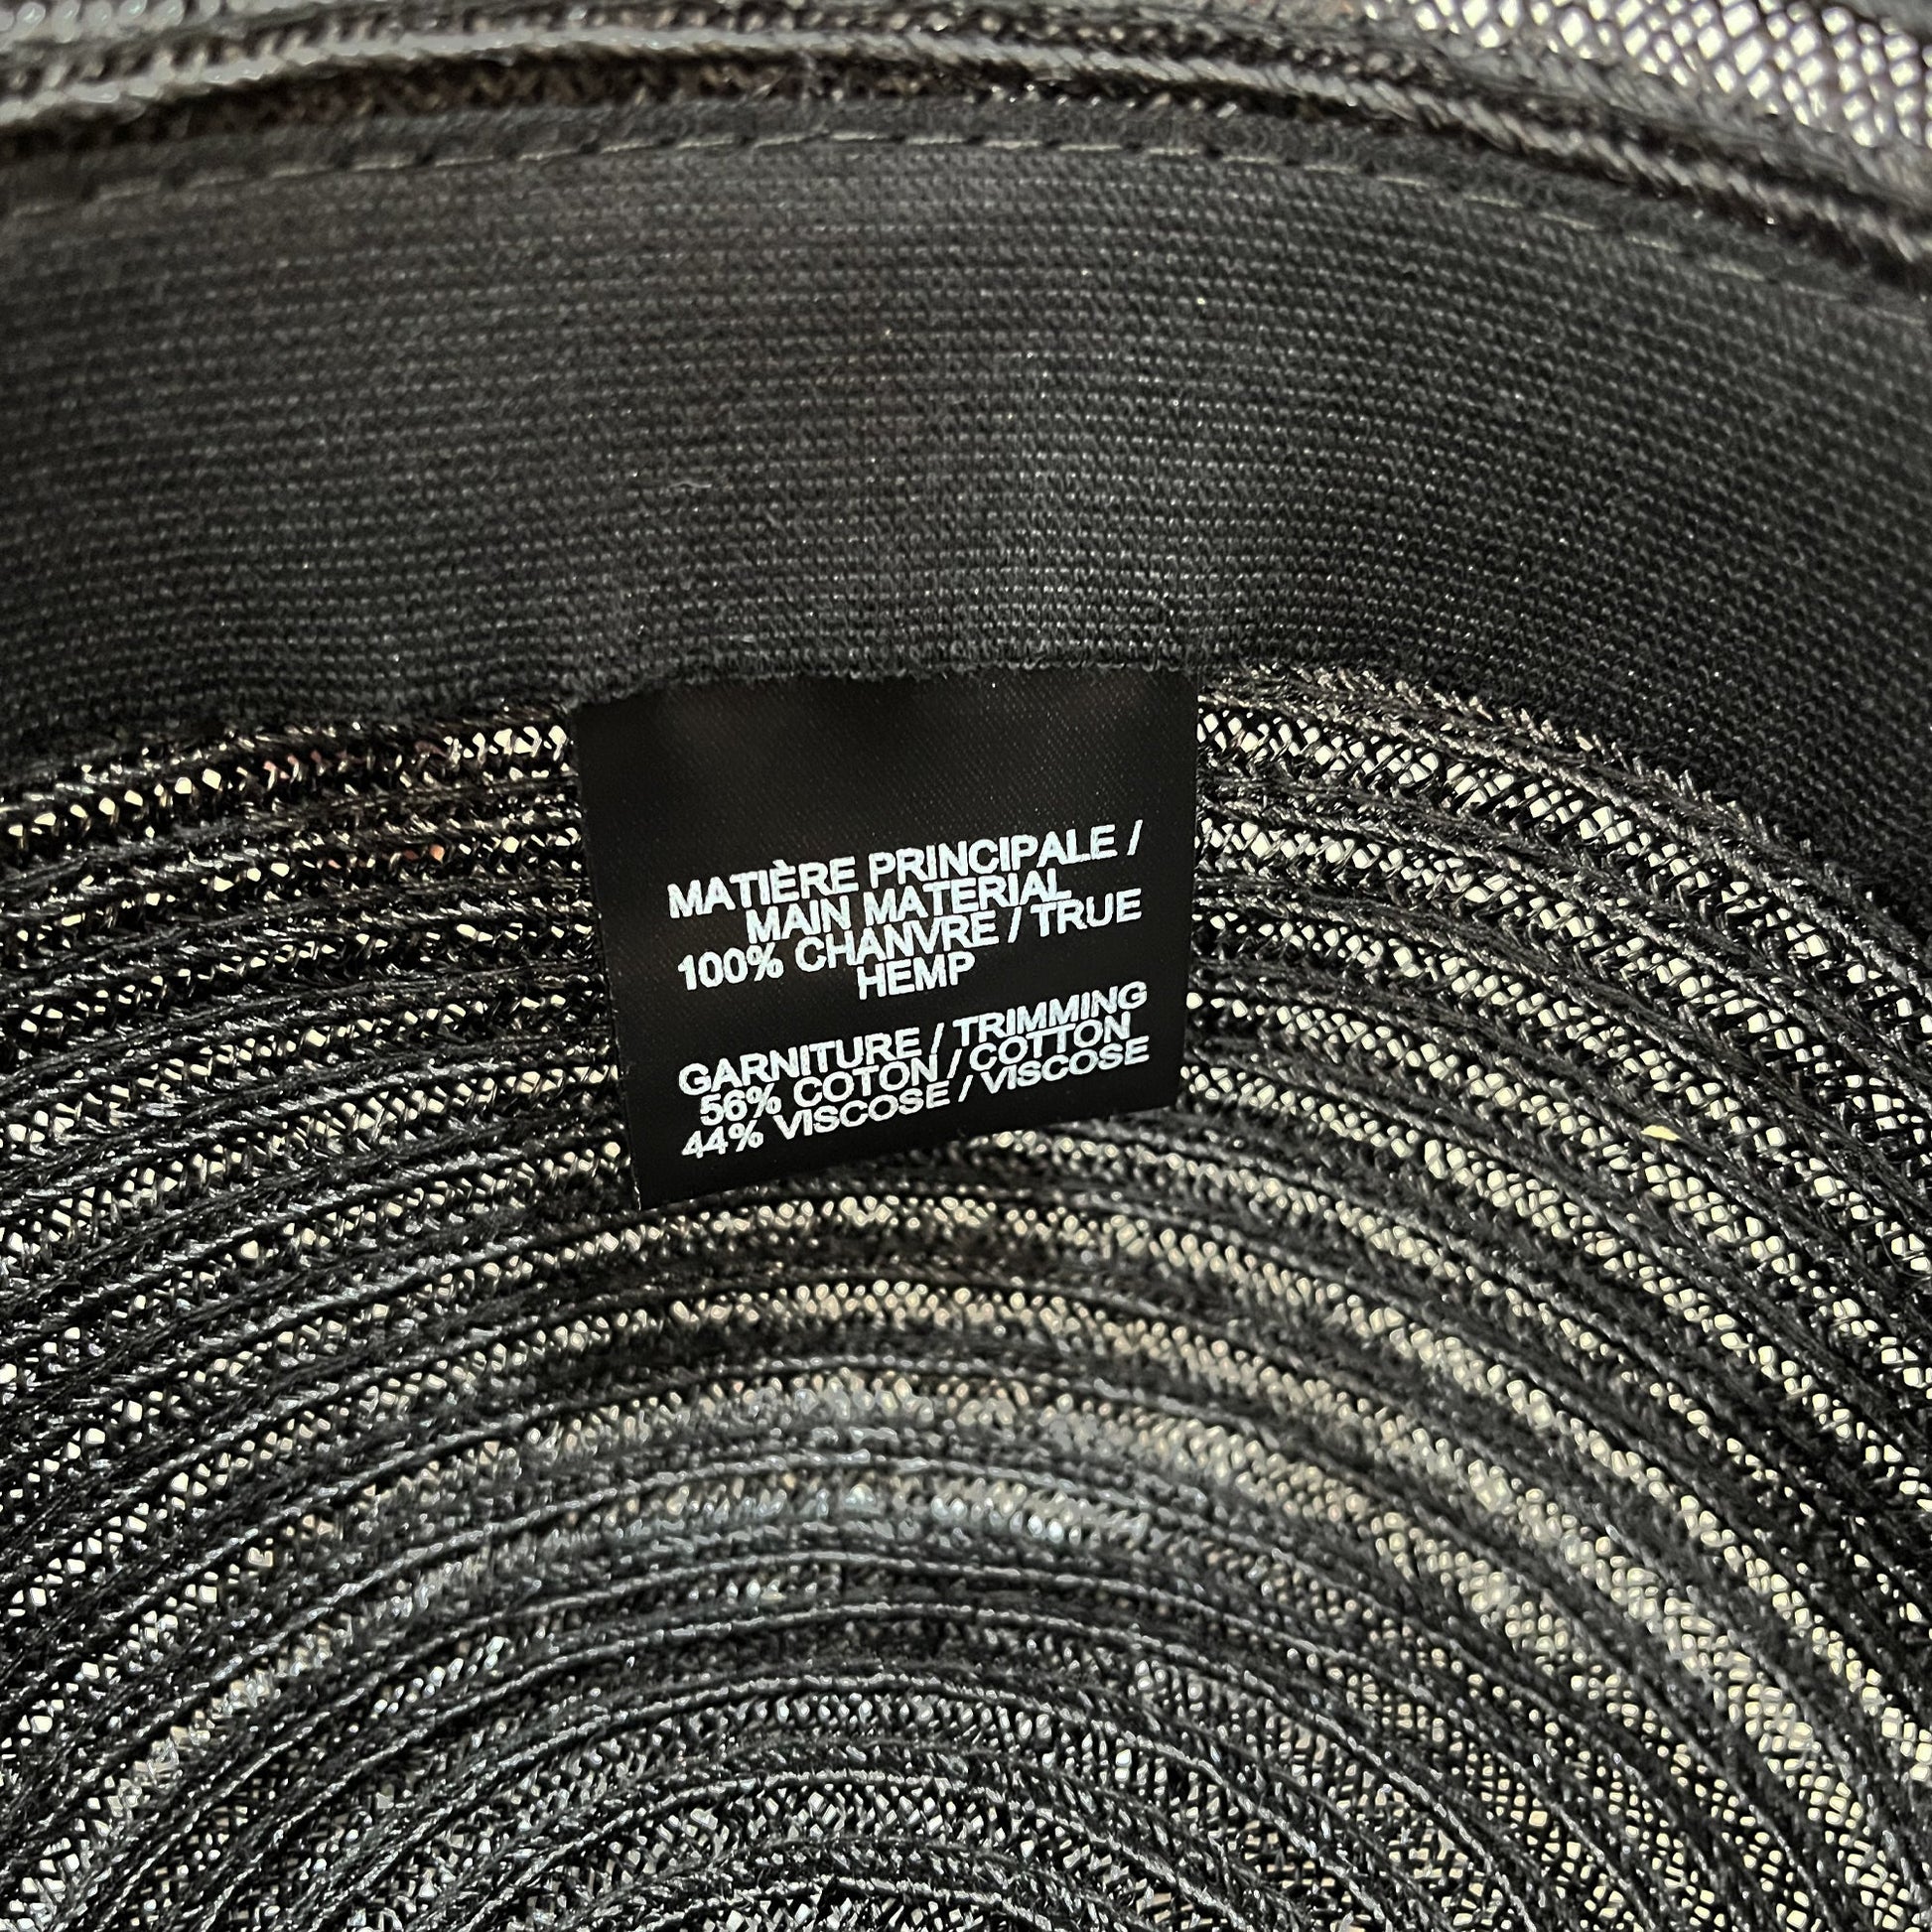 MATIÈRE PRINCIPALE /
MAIN MATERIAL
100% CHANVRE / TRUE
HEMP
GARNITURE / TRIMMING
56% COTON / COTTON
44% VISCOSE / VISCOSE